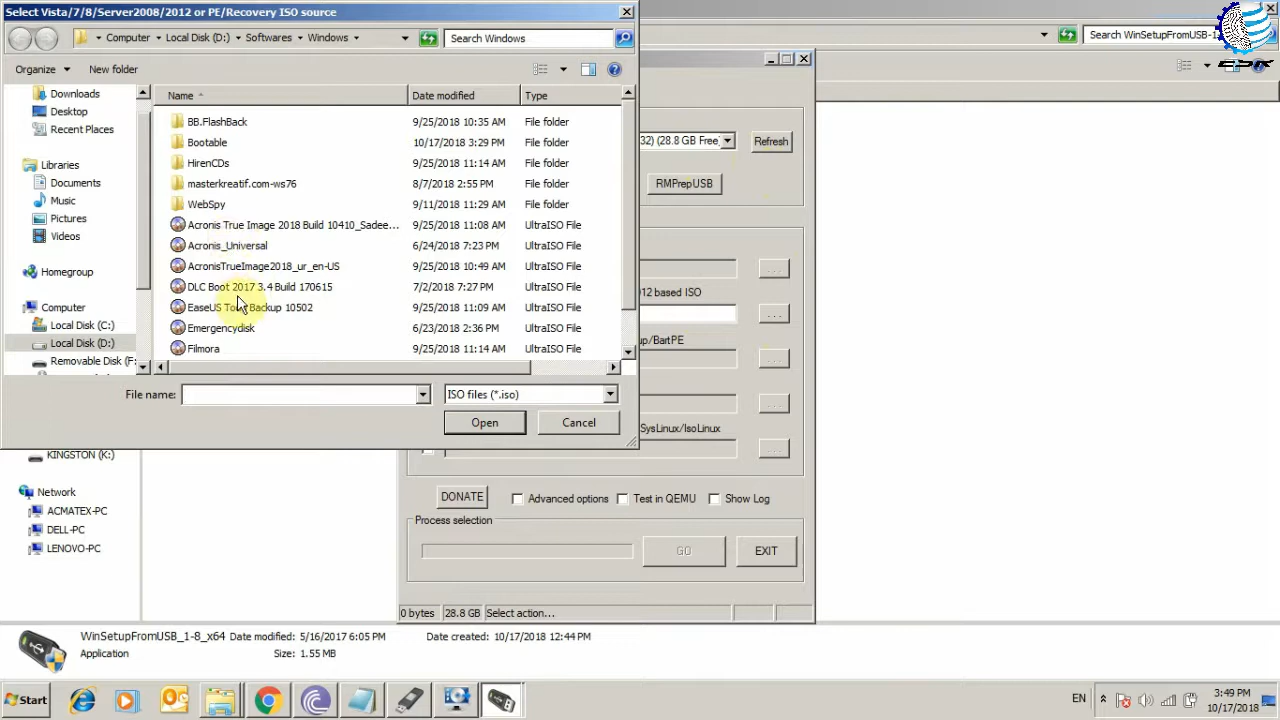 Select Vista/7/8/Server2008/2012 or PE/Recovery ISO source
Computer Local Disk (D:) Softwares Windows
Search Windows
Search WinSetupFromUSB-1-
Organize New folder
Name Date modified Type
Downloads
Desktop
Recent Places
Libraries
Documents
Music
Pictures
Videos
Homegroup
Computer
Local Disk (C:)
Local Disk (D:)
Removable Disk (F:
BB.FlashBack 9/25/2018 10:35 AM File folder
Bootable 10/17/2018 3:29 PM File folder
HirenCDs 9/25/2018 11:14 AM File folder
masterkreatif.com-ws76 8/7/2018 2:55 PM File folder
WebSpy 9/11/2018 11:29 AM File folder
Acronis True Image 2018 Build 10410_Sadee... 9/25/2018 11:08 AM UltraISO File
Acronis_Universal 6/24/2018 7:23 PM UltraISO File
AcronisTrueImage2018_ur_en-US 9/25/2018 10:49 AM UltraISO File
DLC Boot 2017 3.4 Build 170615 7/2/2018 7:27 PM UltraISO File
EaseUS Todo Backup 10502 9/25/2018 11:09 AM UltraISO File
Emergencydisk 6/23/2018 2:36 PM UltraISO File
Filmora 9/25/2018 11:14 AM UltraISO File
File name:
ISO files (*.iso)
Open Cancel
32) (28.8 GB Free)
Refresh
RMPrepUSB
...
012 based ISO
...
up/BartPE
...
...
SysLinux/IsoLinux
...
KINGSTON (K:)
Network
ACMATEX-PC
DELL-PC
LENOVO-PC
DONATE Advanced options Test in QEMU Show Log
Process selection
GO EXIT
0 bytes 28.8 GB Select action...
WinSetupFromUSB_1-8_x64 Date modified: 5/16/2017 6:05 PM Date created: 10/17/2018 12:44 PM
Application Size: 1.55 MB
Start
EN
3:49 PM
10/17/2018